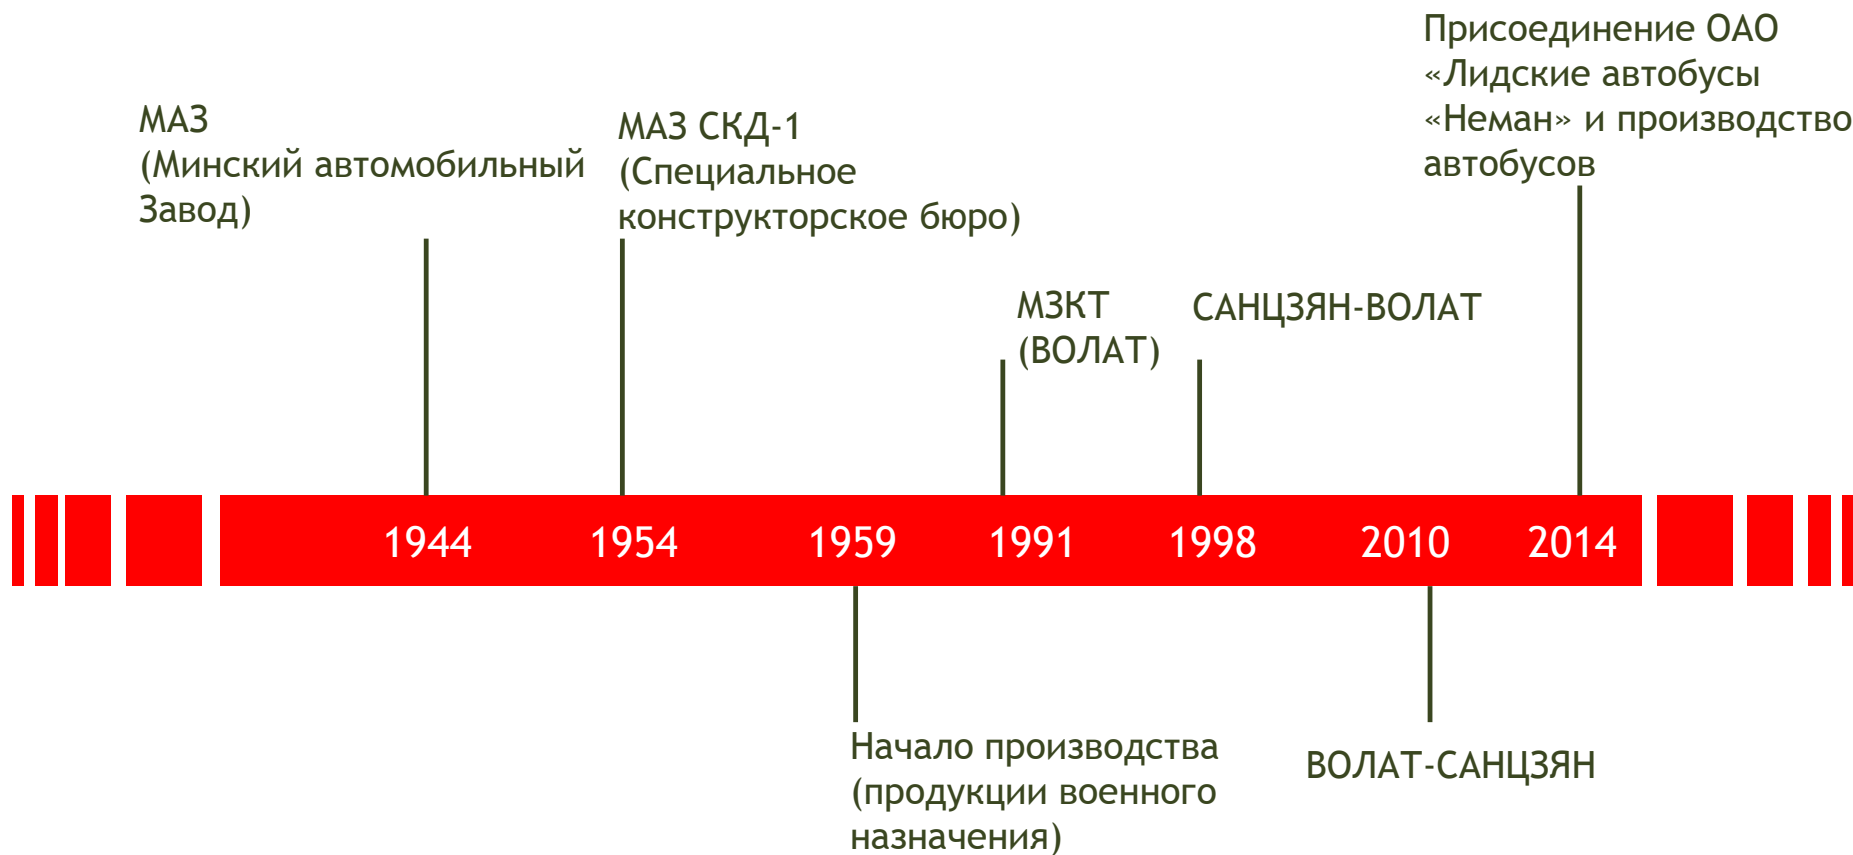 МАЗ
(Минский автомобильный
Завод)
МАЗ СКД-1
(Специальное
конструкторское бюро)
МЗКТ
(ВОЛАТ)
САНЦЗЯН-ВОЛАТ
Присоединение ОАО
«Лидские автобусы
«Неман» и производство
автобусов
1944 1954 1959 1991 1998 2010 2014
Начало производства
(продукции военного
назначения)
ВОЛАТ-САНЦЗЯН